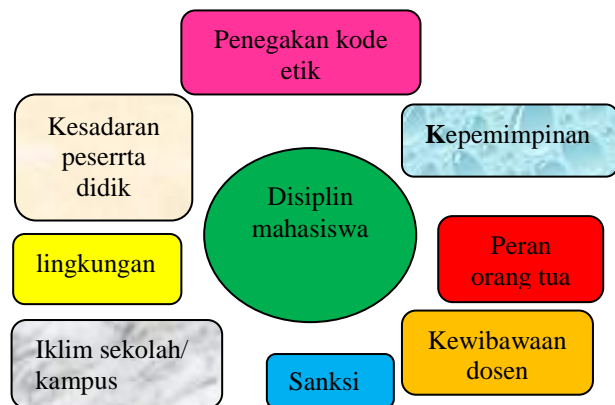 Penegakan kode
etik
Kesadaran
peserrta
didik
Kepemimpinan
Disiplin
mahasiswa
lingkungan
Peran
orang tua
Iklim sekolah/
kampus
Sanksi
Kewibawaan
dosen